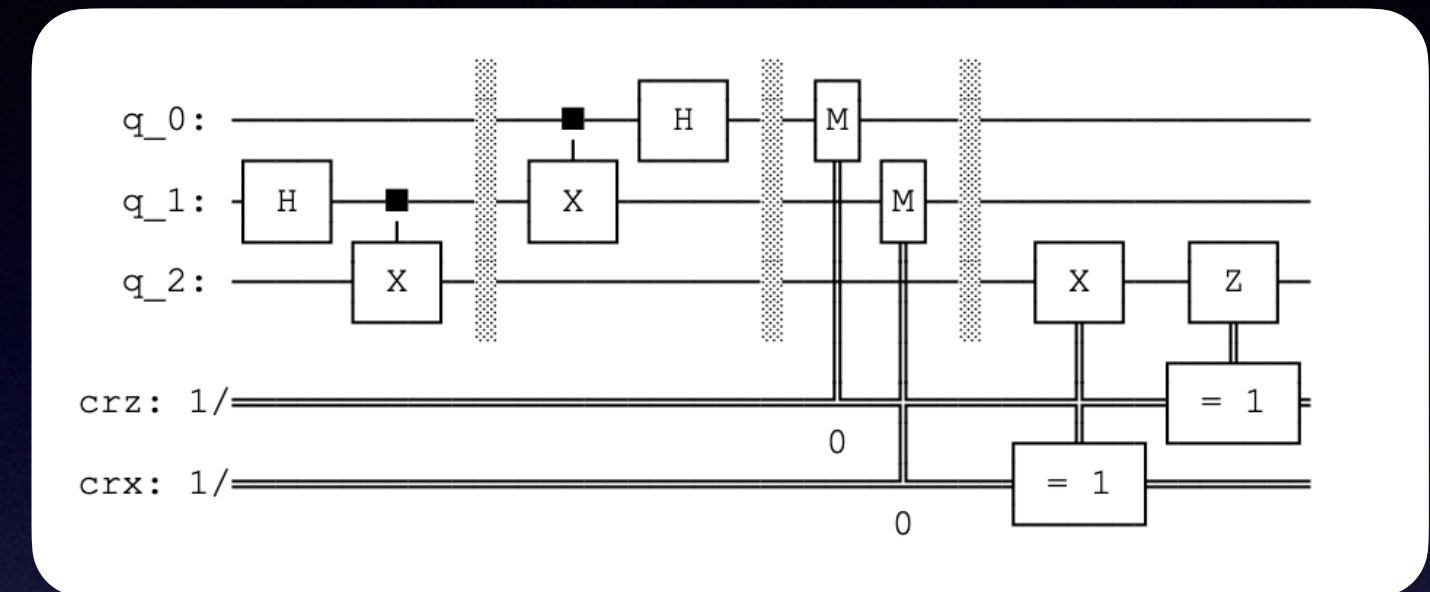 q_0: H M
q_1: H X M
q_2: X X Z
crz: 1/ = 1
0
crx: 1/ = 1
0